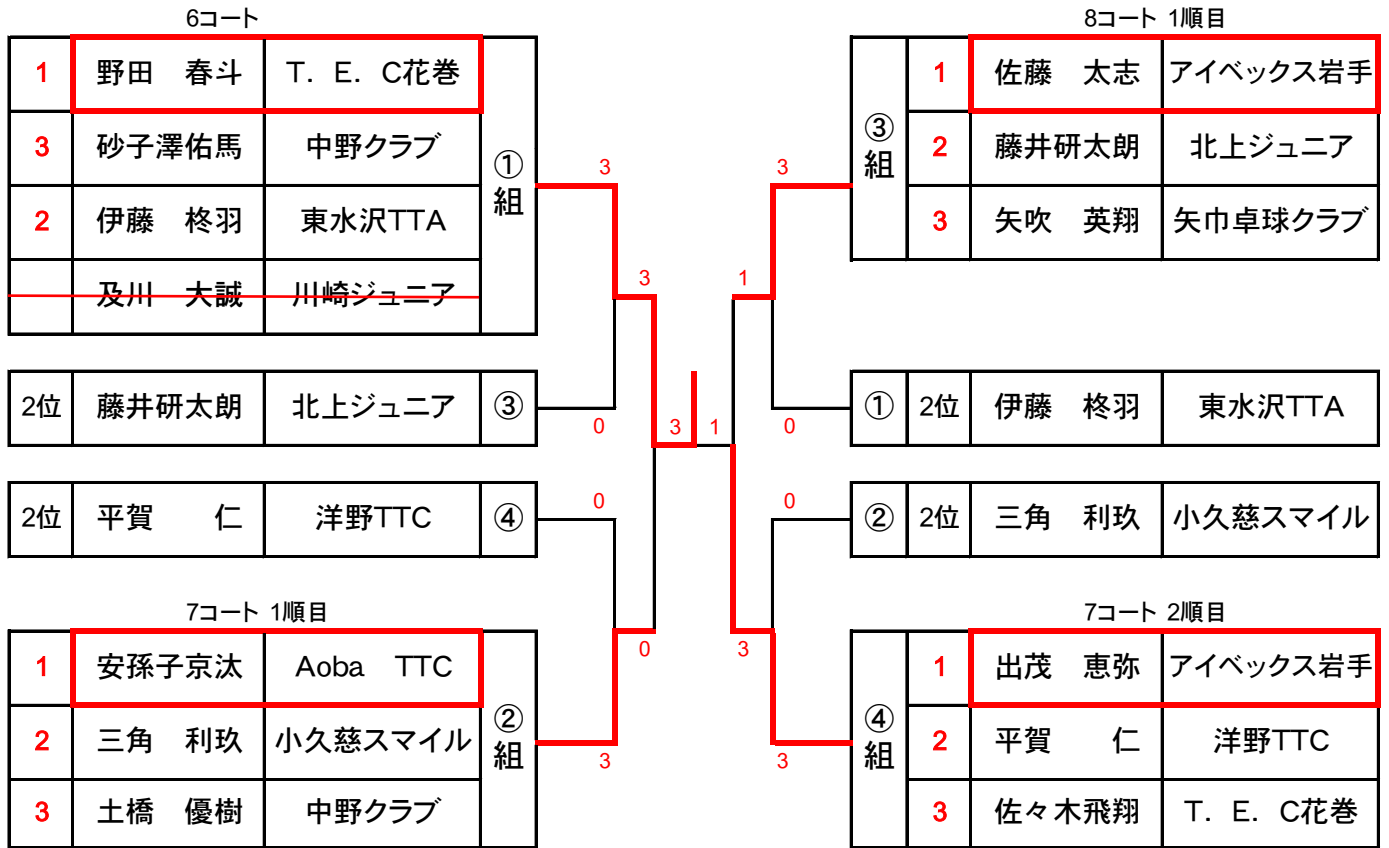 6コート
1 野田　春斗 T．E．C花巻
3 砂子澤佑馬 中野クラブ
2 伊藤　柊羽 東水沢TTA
及川　大誠 川崎ジュニア
①組
2位 藤井研太朗 北上ジュニア ③
2位 平賀　　仁 洋野TTC ④
7コート 1順目
1 安孫子京汰 Aoba　TTC
2 三角　利玖 小久慈スマイル
3 土橋　優樹 中野クラブ
②組
3
3
0
3 1
0
0
3
3
1
0
0
3
3
8コート 1順目
③組
1 佐藤　太志 アイベックス岩手
2 藤井研太朗 北上ジュニア
3 矢吹　英翔 矢巾卓球クラブ
① 2位 伊藤　柊羽 東水沢TTA
② 2位 三角　利玖 小久慈スマイル
7コート 2順目
④組
1 出茂　恵弥 アイベックス岩手
2 平賀　　仁 洋野TTC
3 佐々木飛翔 T．E．C花巻